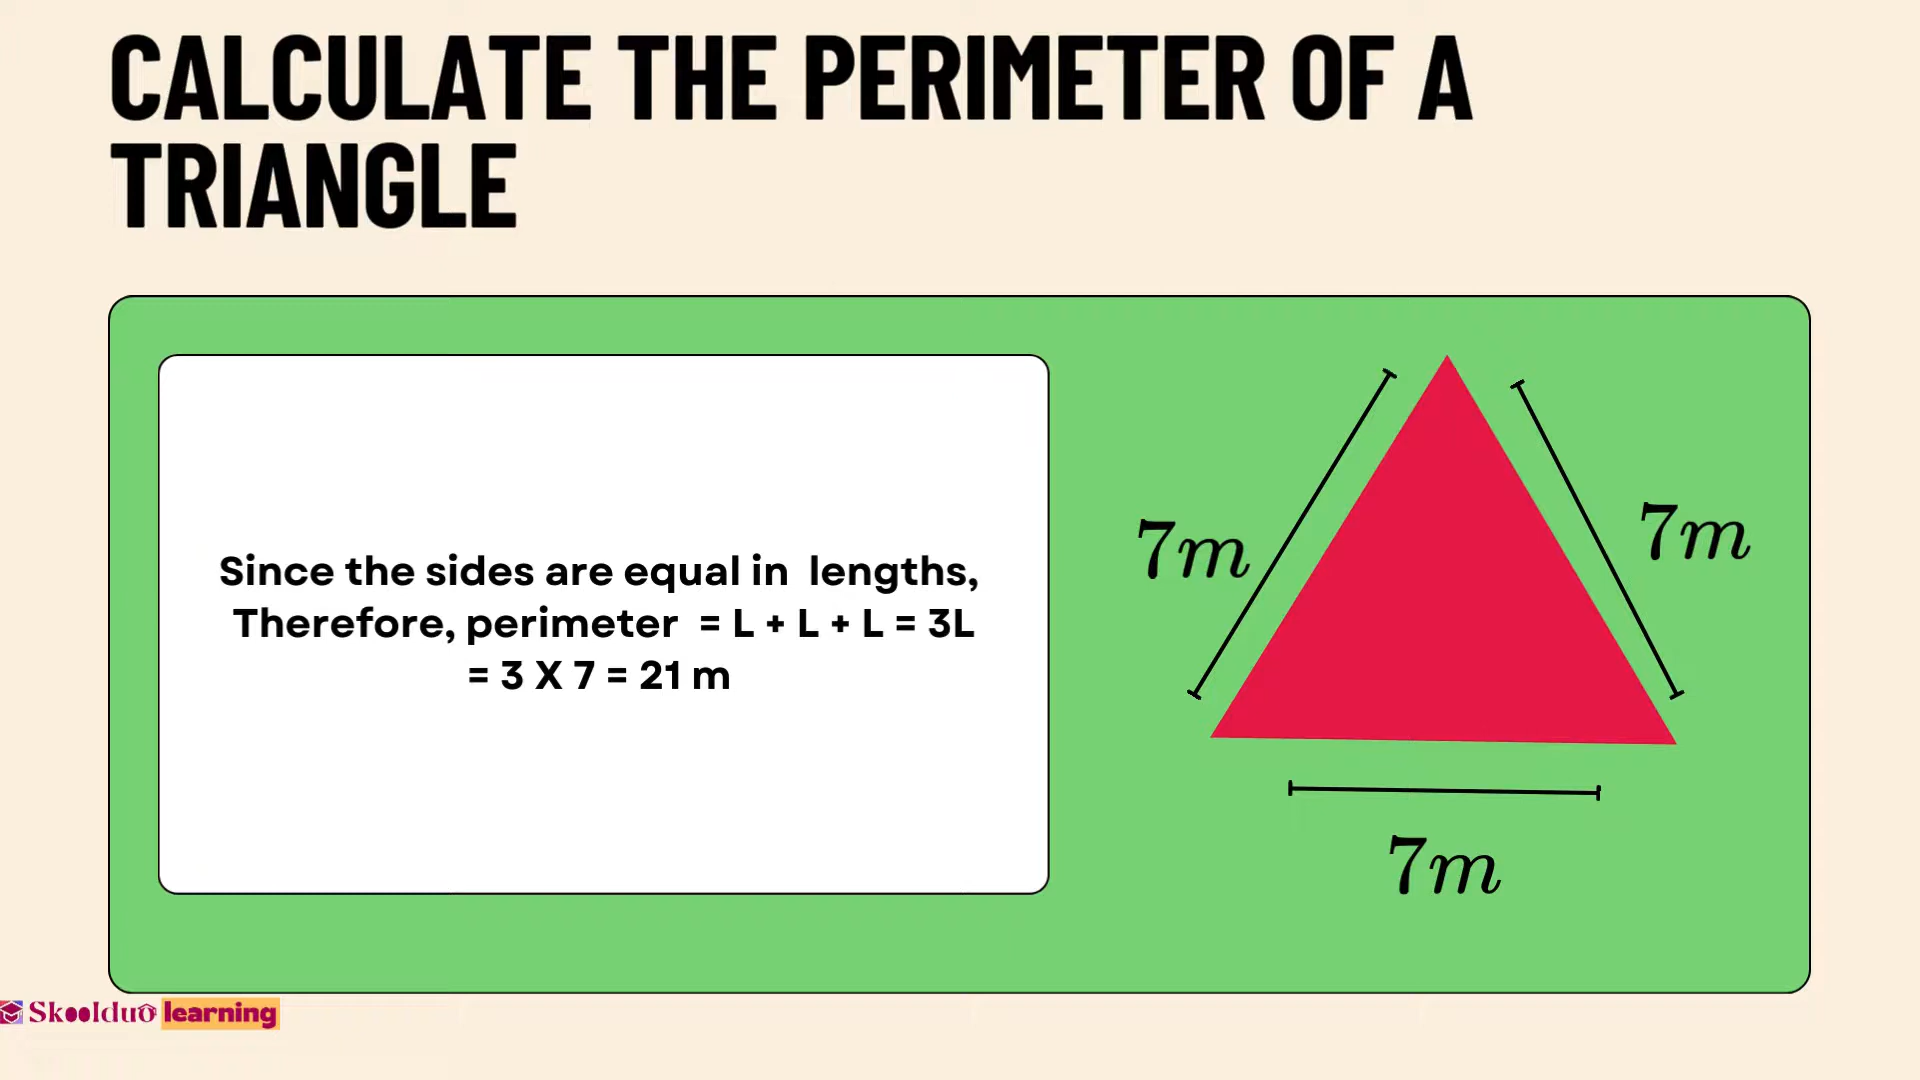 CALCULATE THE PERIMETER OF A
TRIANGLE
Since the sides are equal in lengths,
Therefore, perimeter = L + L + L = 3L
= 3 X 7 = 21 m
7m
7m
7m
Skoolduo learning